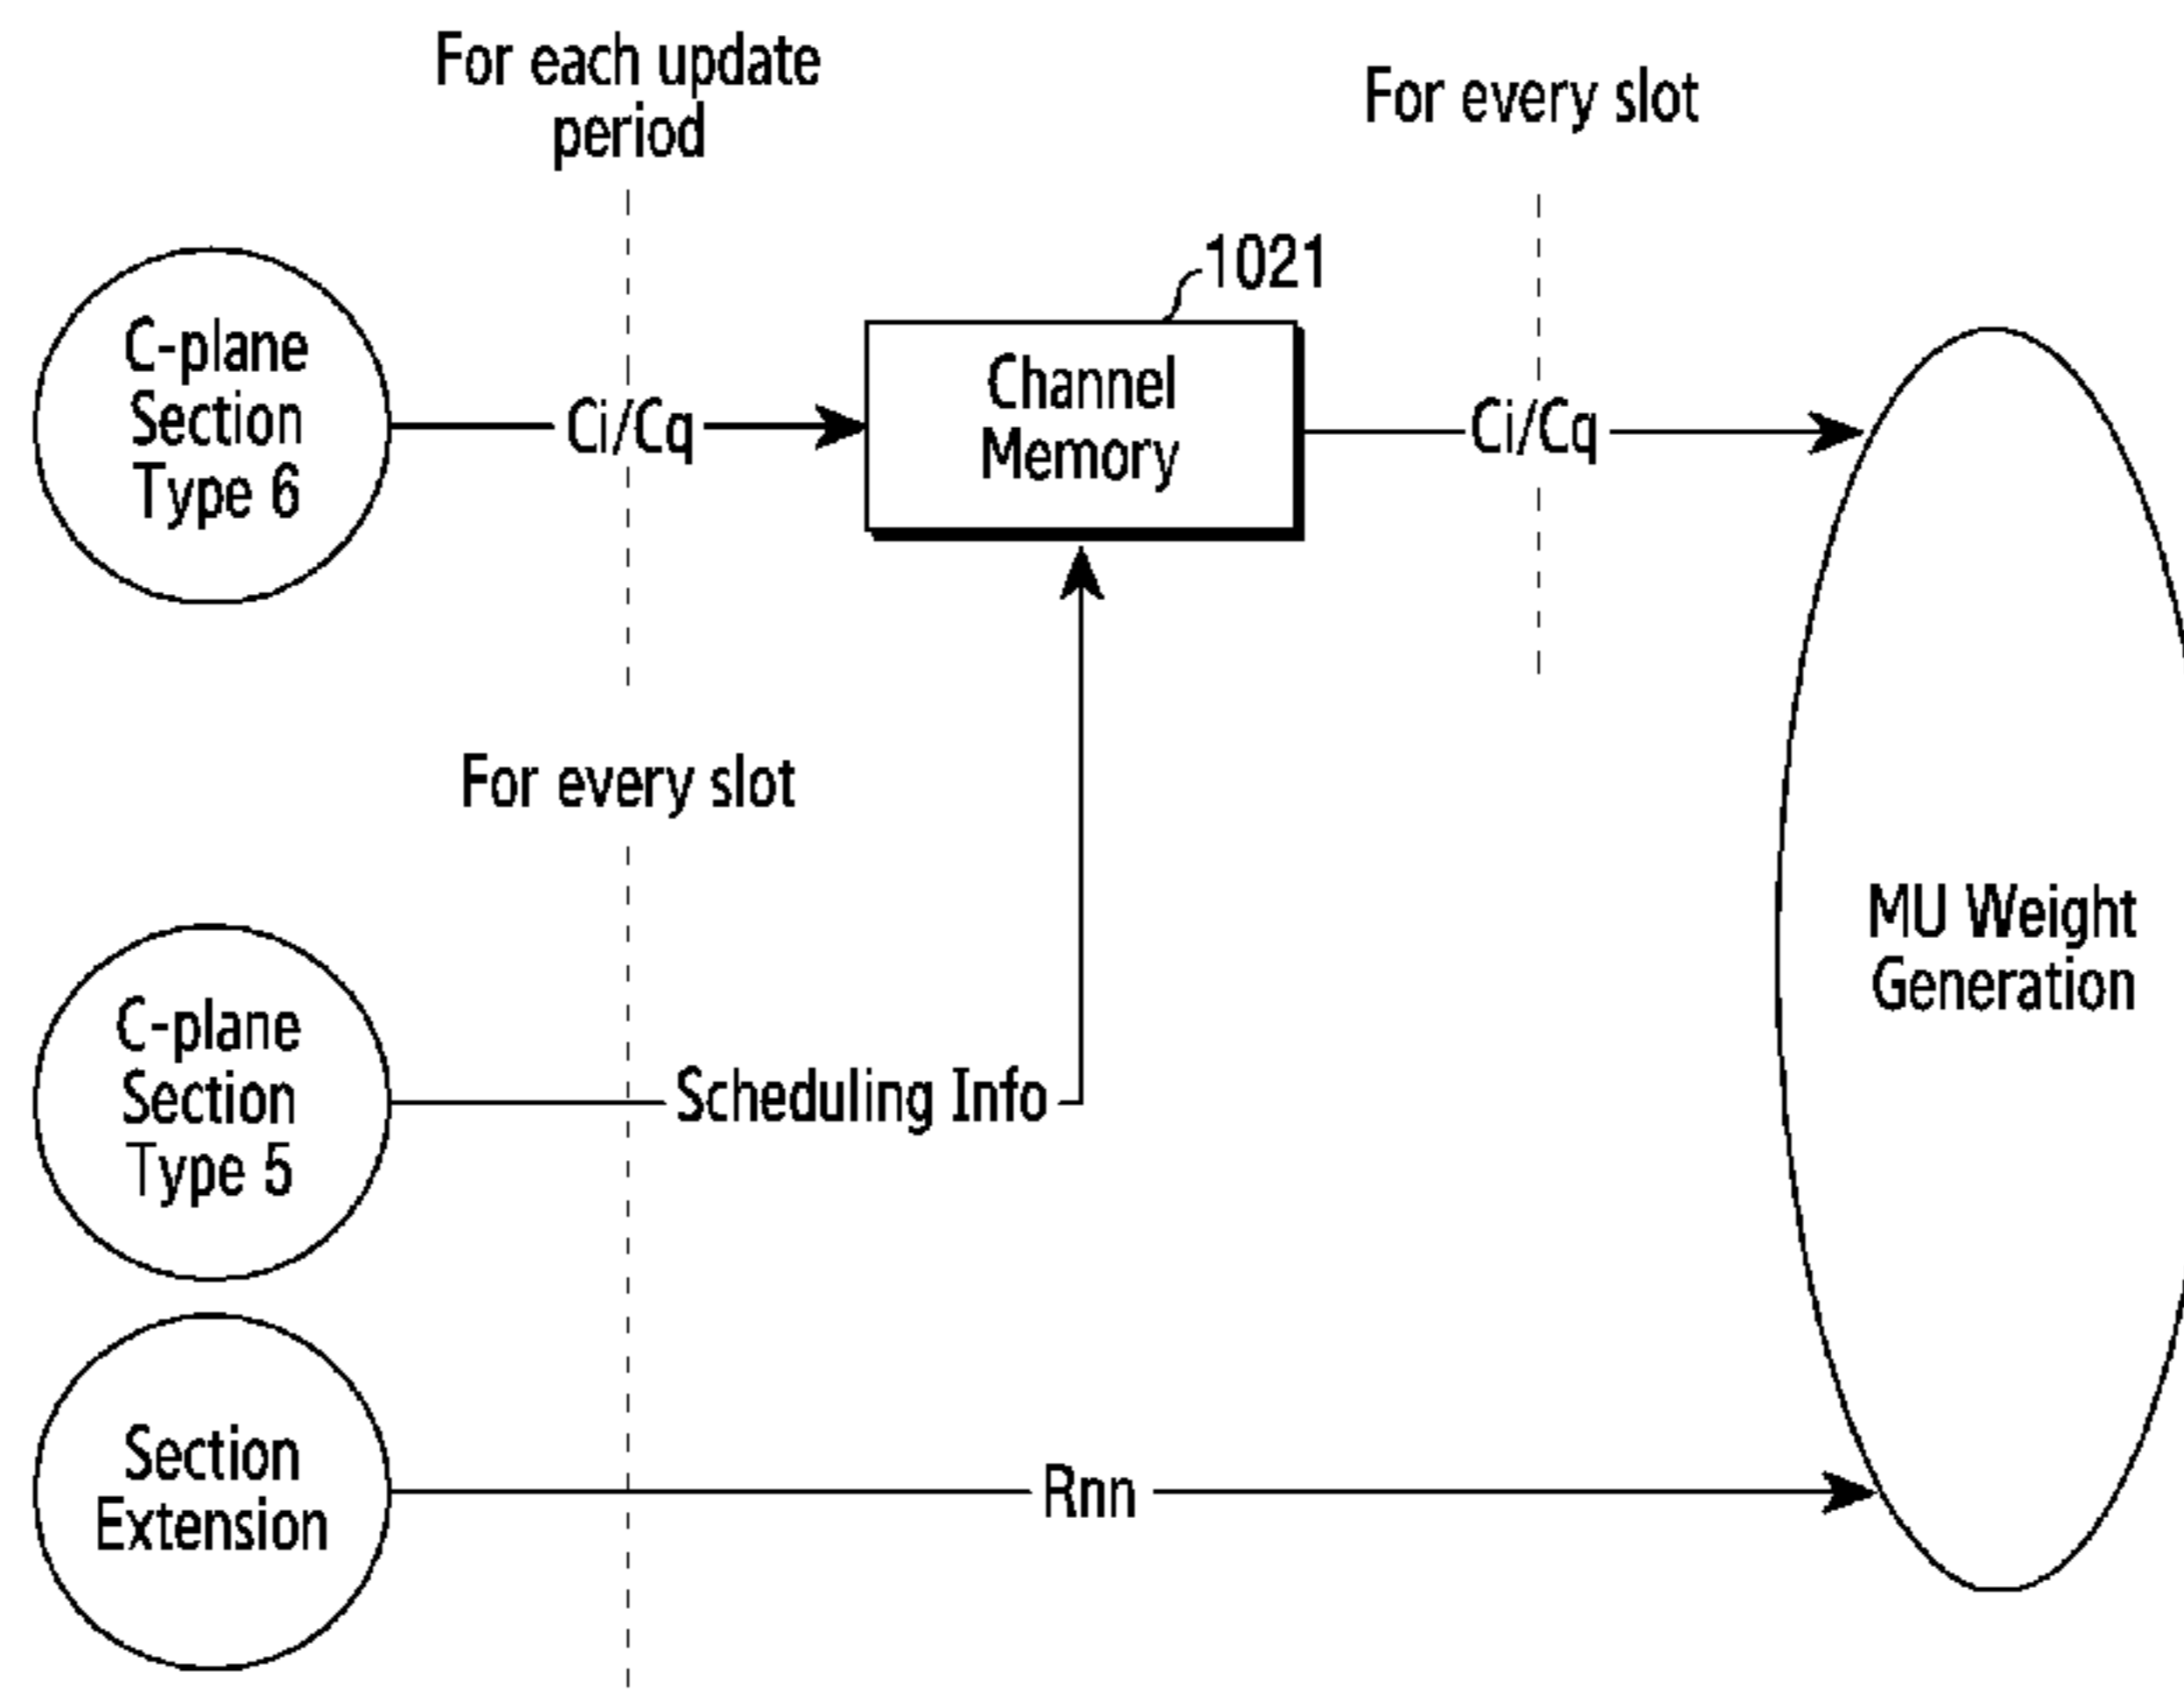 For each update
period
For every slot
1021
C-plane
Section
Type 6
Ci/Cq
Channel
Memory
Ci/Cq
For every slot
C-plane
Section
Type 5
Scheduling Info
MU Weight
Generation
Section
Extension
Rnn